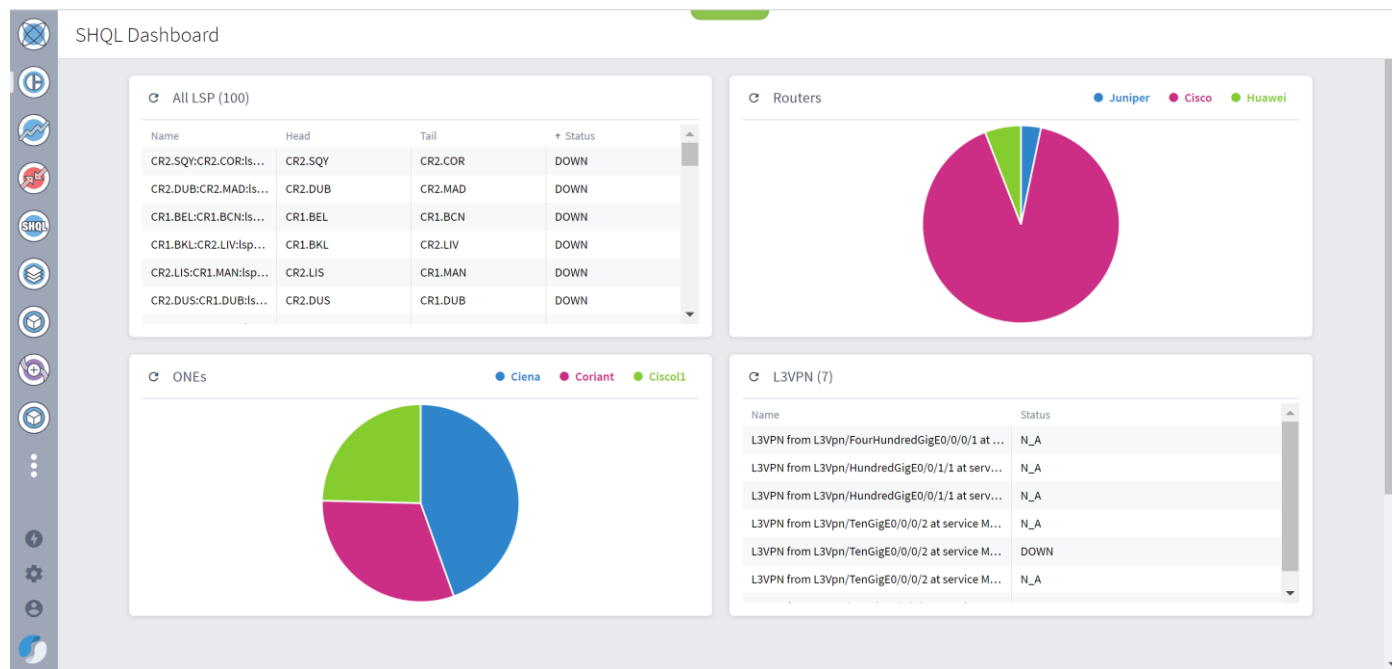 SHQL Dashboard
All LSP (100)
Name Head Tail Status
CR2.SQY:CR2.COR:ls... CR2.SQY CR2.COR DOWN
CR2.DUB:CR2.MAD:ls... CR2.DUB CR2.MAD DOWN
CR1.BEL:CR1.BCN:ls... CR1.BEL CR1.BCN DOWN
CR1.BKL:CR2.LIV:lsp... CR1.BKL CR2.LIV DOWN
CR2.LIS:CR1.MAN:lsp... CR2.LIS CR1.MAN DOWN
CR2.DUS:CR1.DUB:ls... CR2.DUS CR1.DUB DOWN
Routers Juniper Cisco Huawei
SHQL
ONEs Ciena Coriant Ciscol1
L3VPN (7)
Name Status
L3VPN from L3Vpn/FourHundredGigE0/0/0/1 at ... N_A
L3VPN from L3Vpn/HundredGigE0/0/1/1 at serv... N_A
L3VPN from L3Vpn/HundredGigE0/0/1/1 at serv... N_A
L3VPN from L3Vpn/TenGigE0/0/0/2 at service M... N_A
L3VPN from L3Vpn/TenGigE0/0/0/2 at service M... DOWN
L3VPN from L3Vpn/TenGigE0/0/0/2 at service M... N_A